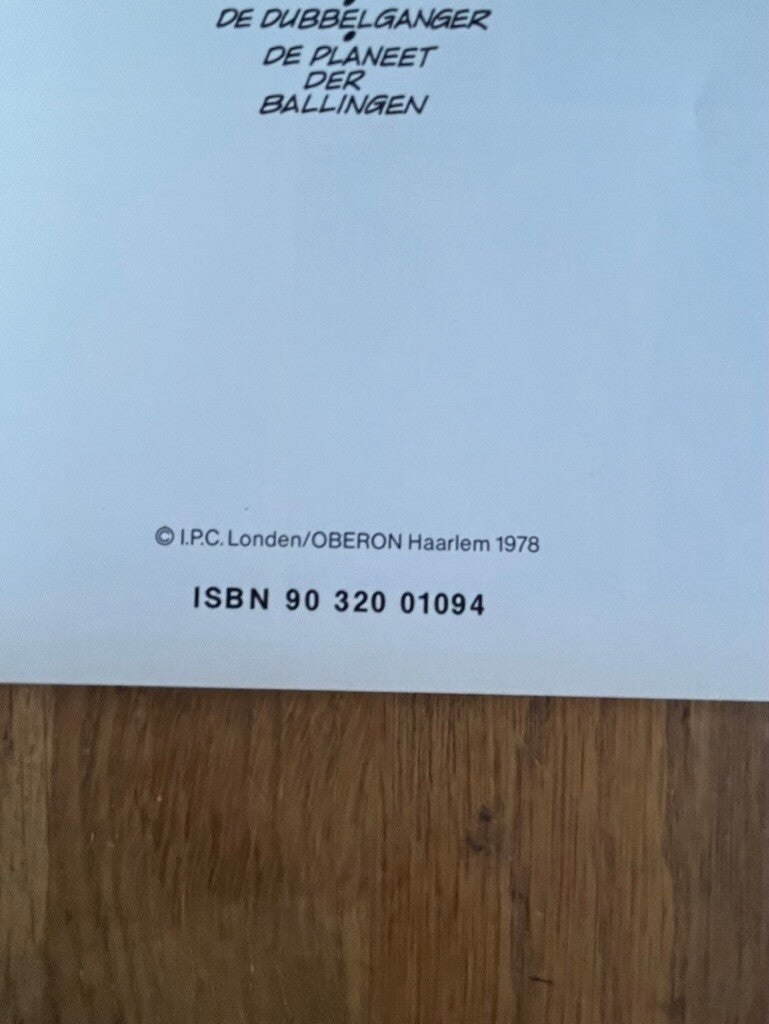 DE DUBBELGANGER
•
DE PLANEET
DER
BALLINGEN
© I.P.C. Londen/OBERON Haarlem 1978
ISBN 90 320 01094